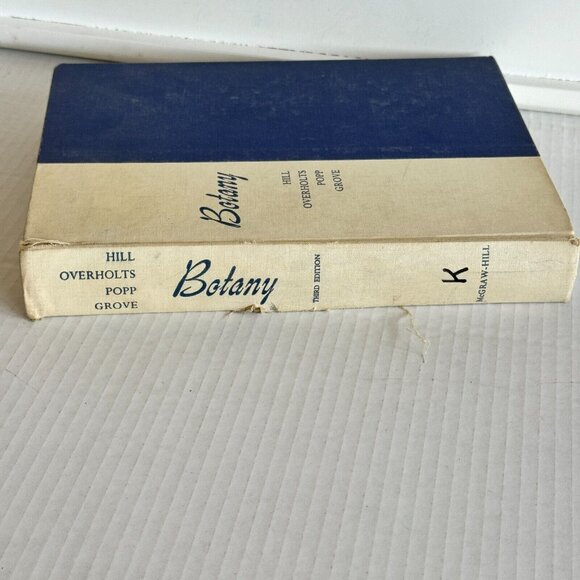 Botany
HILL
OVERHOLTS
POPP
GROVE
HILL
OVERHOLTS
POPP
GROVE
Botany
THIRD EDITION
K
McGRAW-HILL